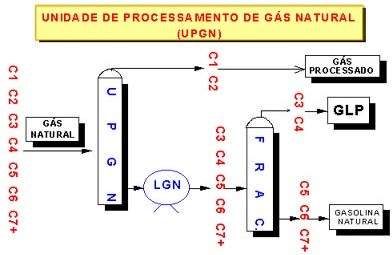 UNIDADE DE PROCESSAMENTO DE GÁS NATURAL
(UPGN)
C1 C2 C3 C4 C5 C6 C7+
GÁS
NATURAL
U P G N
C1
C2
GÁS
PROCESSADO
LGN
C3 C4 C5 C6 C7+
F R A C.
C3
C4
GLP
C5 C6 C7+
GASOLINA
NATURAL